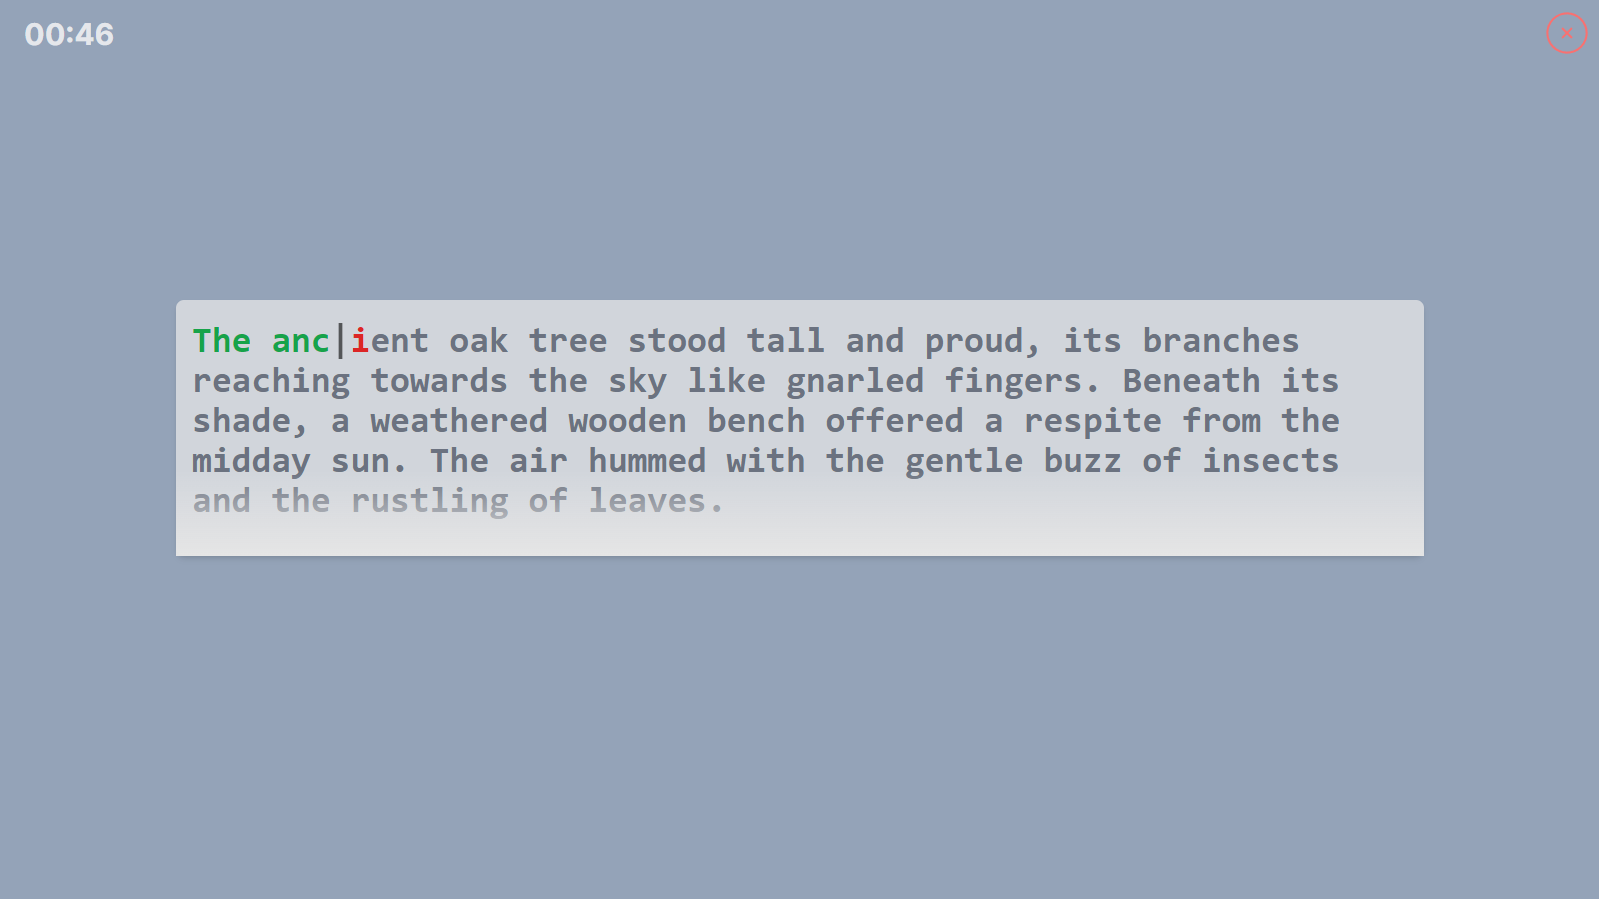 00:46
The anc|ient oak tree stood tall and proud, its branches
reaching towards the sky like gnarled fingers. Beneath its
shade, a weathered wooden bench offered a respite from the
midday sun. The air hummed with the gentle buzz of insects
and the rustling of leaves.